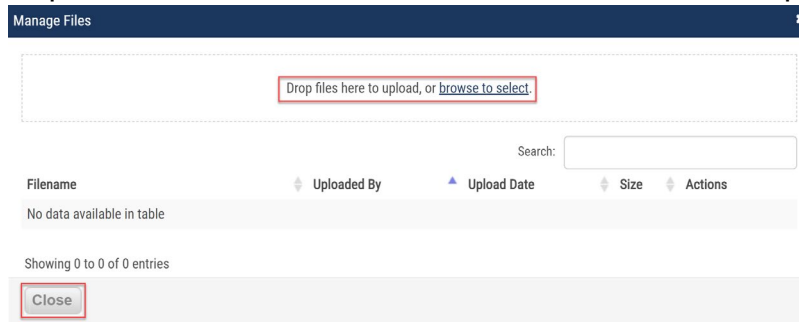 Manage Files
Drop files here to upload, or browse to select.
Search:
Filename Uploaded By Upload Date Size Actions
No data available in table
Showing 0 to 0 of 0 entries
Close